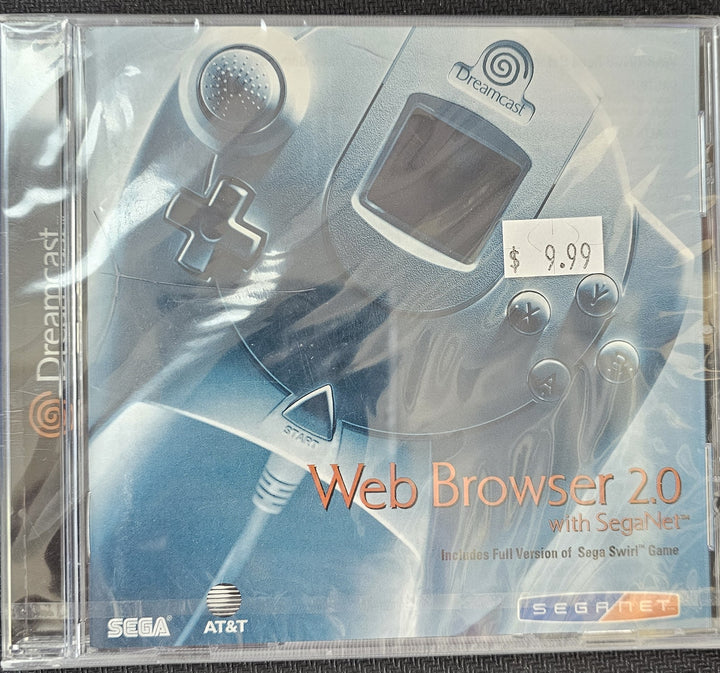 Dreamcast
Dreamcast
$ 9.99
X
Y
A
B
START
Web Browser 2.0
with SegaNet™
Includes Full Version of Sega Swirl™ Game
SEGA
AT&T
SEGANET